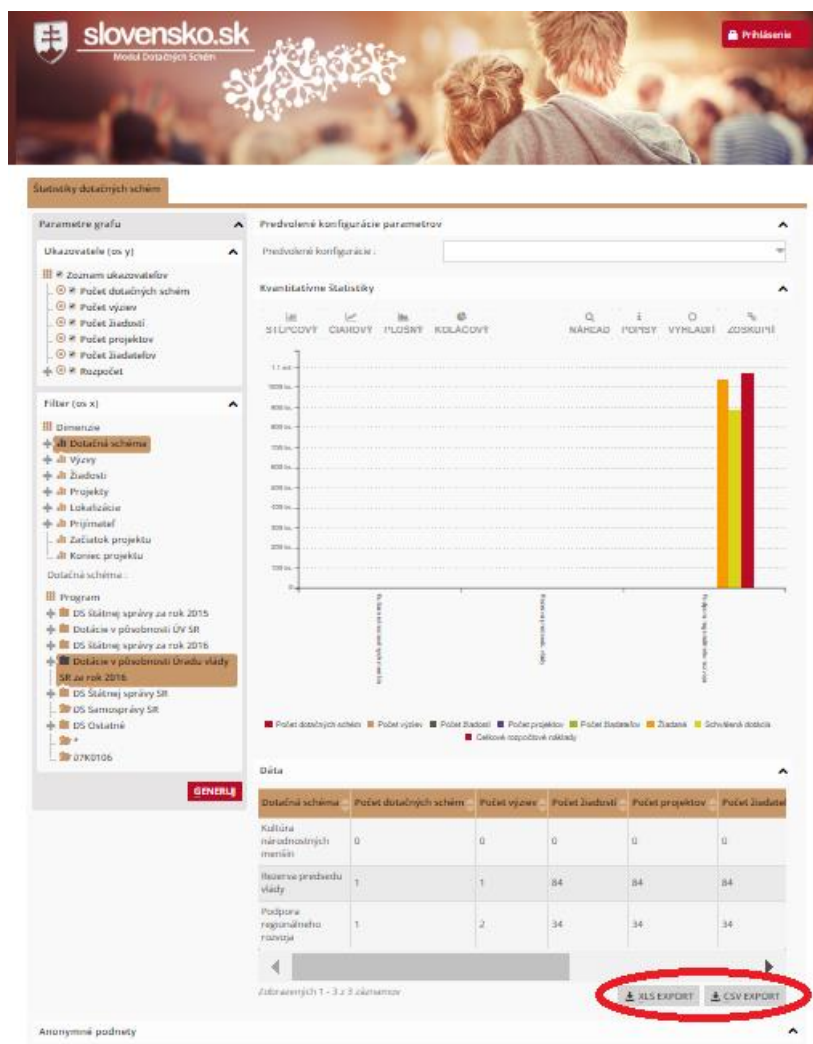 slovensko.sk
Modul Dotačných Schém
Prihlásenie
Štatistiky dotačných schém
Parametre grafu
Ukazovatele (os y)
Zoznam ukazovateľov
Počet dotačných schém
Počet výziev
Počet žiadostí
Počet projektov
Počet žiadateľov
Rozpočet
Filter (os x)
Dimenzie
Dotačná schéma
Výzvy
Žiadosti
Projekty
Lokalizácie
Prijímateľ
Začiatok projektu
Koniec projektu
Dotačná schéma :
Program
DS štátnej správy za rok 2015
Dotácie v pôsobnosti ÚV SR
DS štátnej správy za rok 2016
Dotácie v pôsobnosti Úradu vlády
SR za rok 2016
DS Štátnej správy SR
DS Samosprávy SR
DS Ostatné
*
07K0106
GENERUJ
Predvolené konfigurácie parametrov
Predvolené konfigurácie :
Kvantitatívne štatistiky
STĹPCOVÝ ČIAROVÝ PLOŠNÝ KOLÁČOVÝ NÁHĽAD POPISY VYHLADIŤ ZOSKUPIŤ
0
Počet dotačných schém Počet výziev Počet žiadostí Počet projektov Počet žiadateľov Žiadané Schválená dotácia
Celkové rozpočtové náklady
Dáta
Dotačná schéma Počet dotačných schém Počet výziev Počet žiadostí Počet projektov Počet žiadateľ
Kultúra
národnostných
menšín
0 0 0 0 0
Rezerva predsedu
vlády
1 1 84 84 84
Podpora
regionálneho
rozvoja
1 2 34 34 34
Zobrazených 1 - 3 z 3 záznamov
XLS EXPORT CSV EXPORT
Anonymné podnety